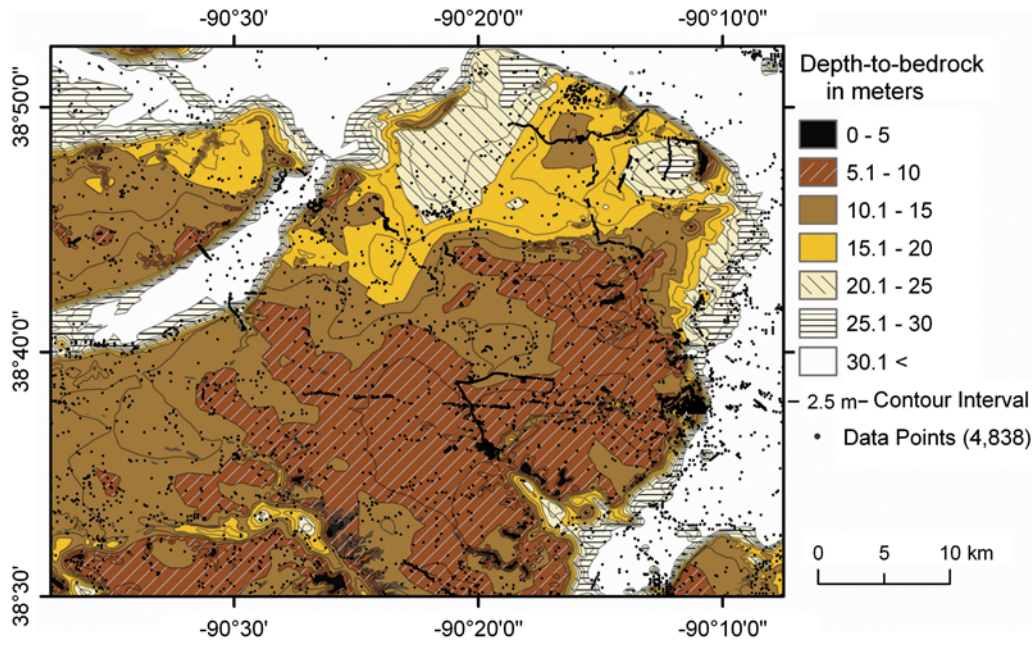 -90°30' -90°20'0" -90°10'0"
38°50'0"
38°40'0"
38°30'
Depth-to-bedrock
in meters
0 - 5
5.1 - 10
10.1 - 15
15.1 - 20
20.1 - 25
25.1 - 30
30.1 <
2.5 m Contour Interval
Data Points (4,838)
0 5 10 km
-90°30' -90°20'0" -90°10'0"